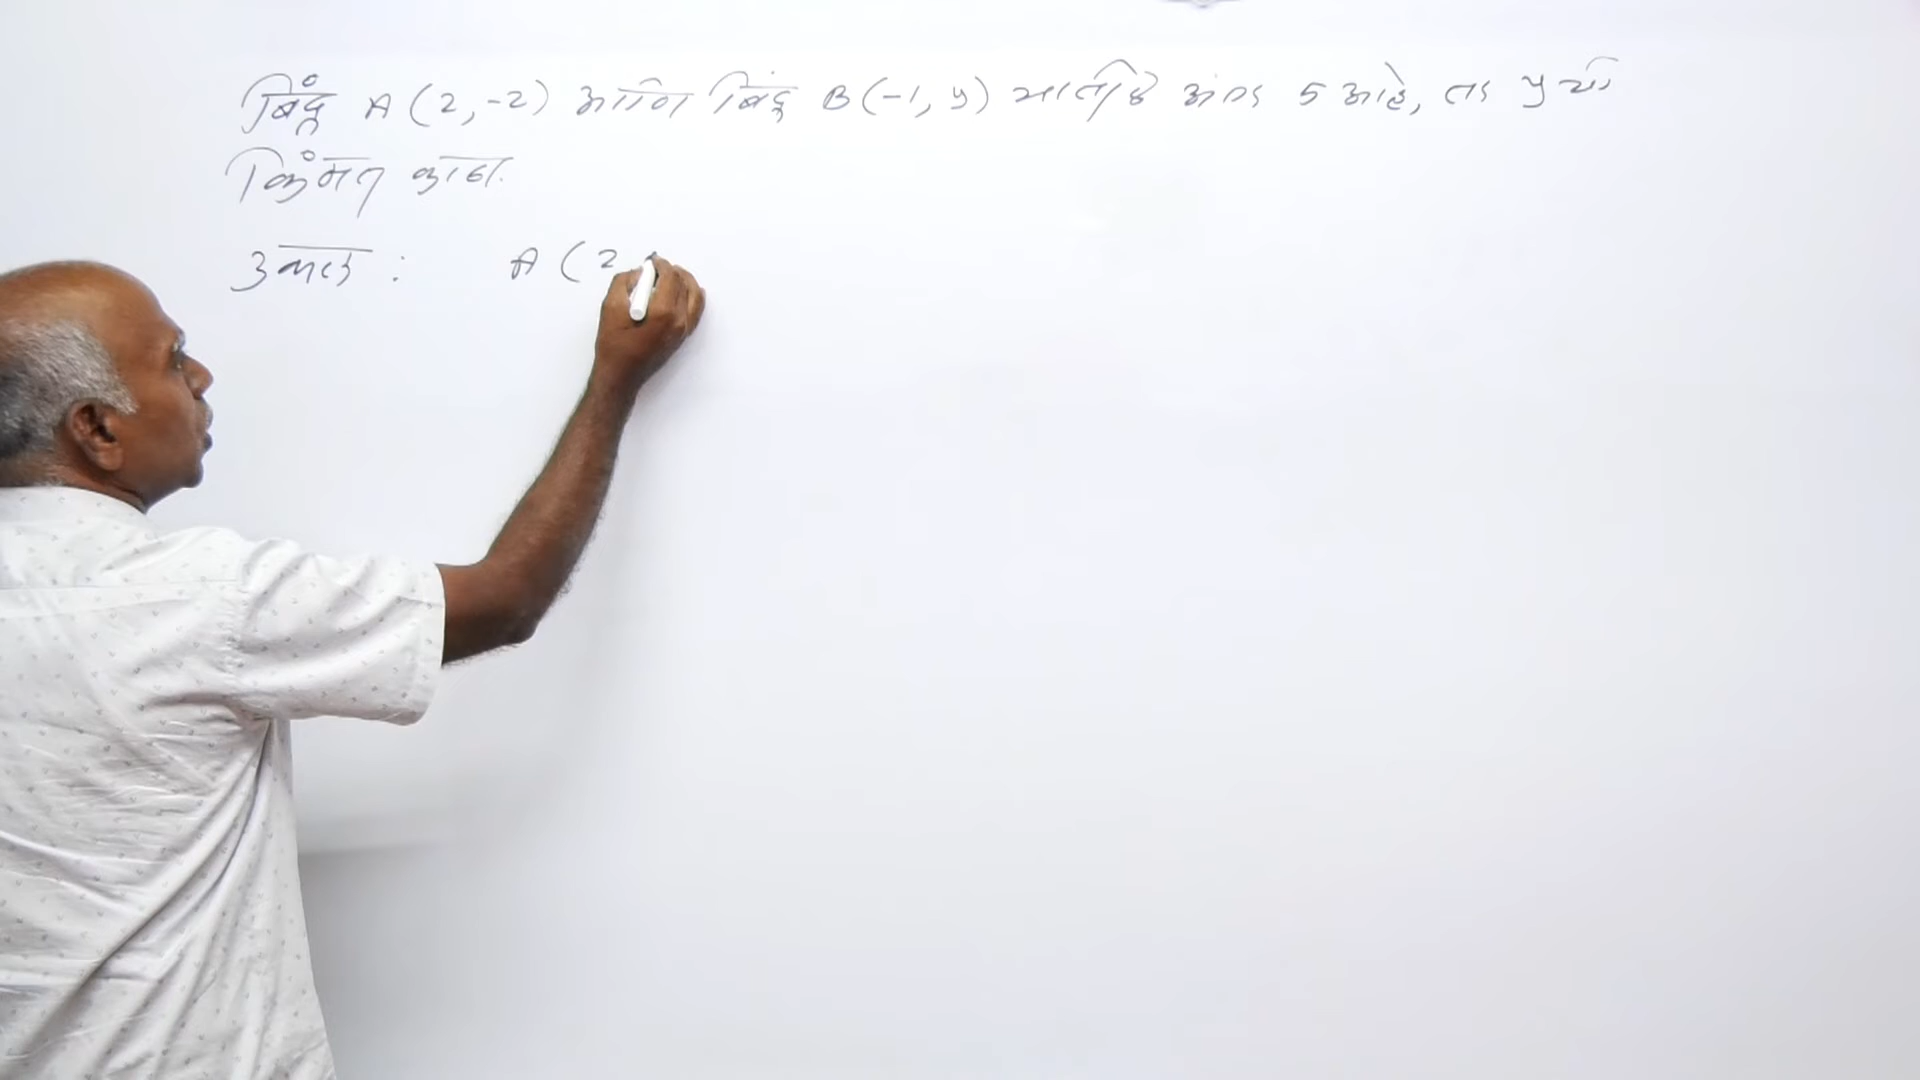 बिंदू A (2, -2) आणि बिंदू B (-1, y) यातील अंतर 5 आहे, तर y ची
किंमत काढा.
उकल : A (2